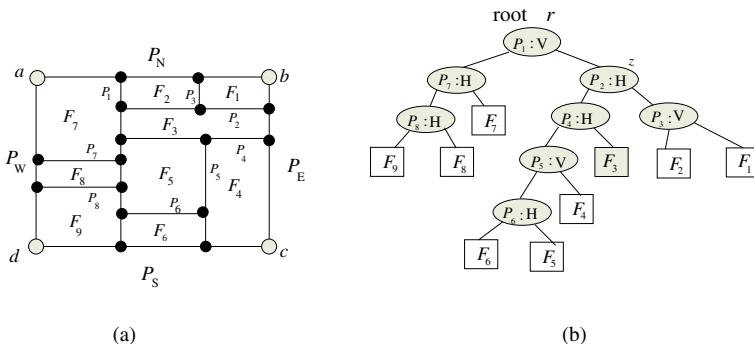 root r
P_N
a
b
P_1
F_2
P_3
F_1
P_2
F_7
F_3
P_4
P_W
P_7
F_8
P_8
F_5
P_5
F_4
P_E
P_6
F_9
F_6
d
c
P_S
P_1 : V
z
P_7 : H
P_2 : H
P_8 : H
F_7
P_4 : H
P_3 : V
F_9
F_8
P_5 : V
F_3
F_2
F_1
P_6 : H
F_4
F_6
F_5
(a)
(b)